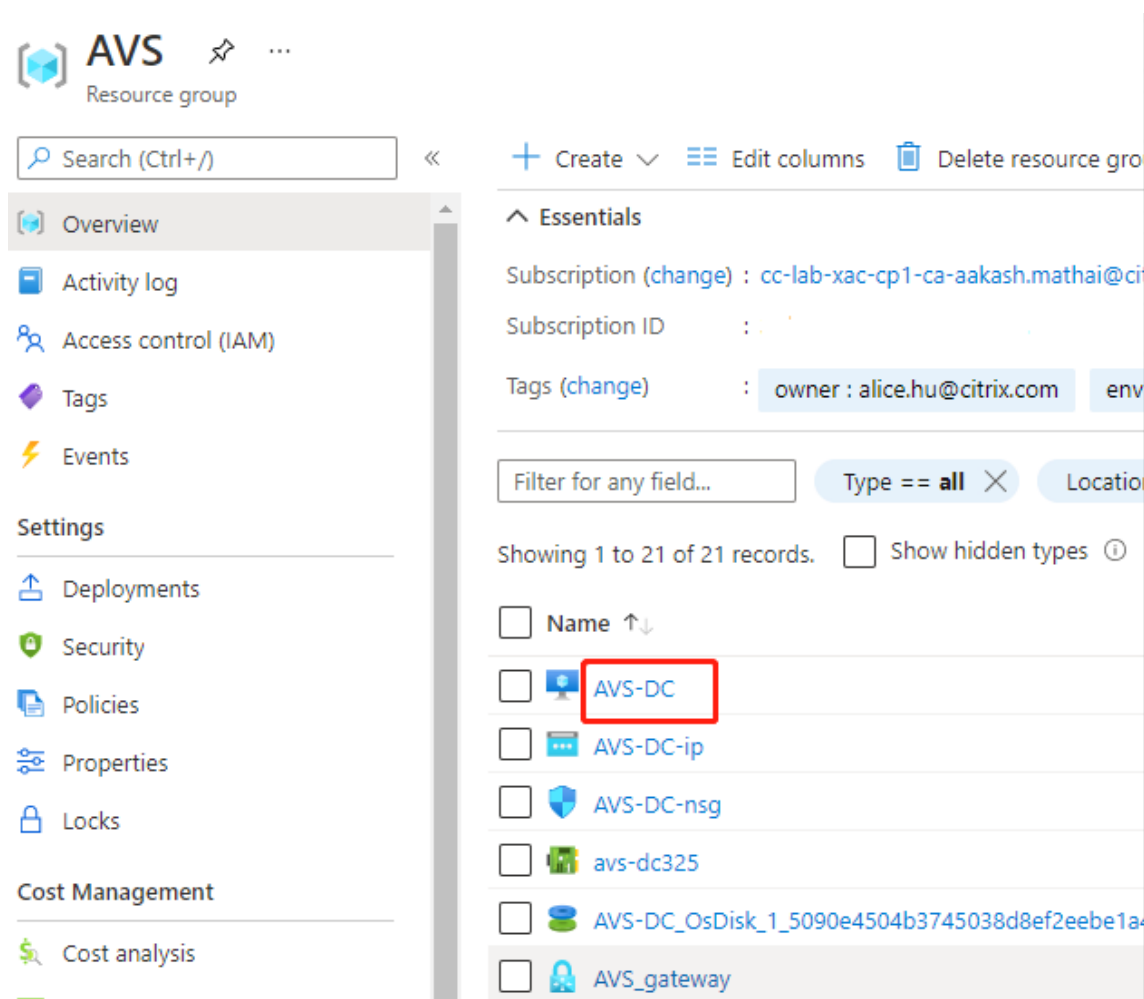 AVS
Resource group
Search (Ctrl+/)
Overview
Activity log
Access control (IAM)
Tags
Events
Settings
Deployments
Security
Policies
Properties
Locks
Cost Management
Cost analysis
Create
Edit columns
Delete resource gro
Essentials
Subscription (change) : cc-lab-xac-cp1-ca-aakash.mathai@cit
Subscription ID :
Tags (change) : owner : alice.hu@citrix.com env
Filter for any field... Type == all Location
Showing 1 to 21 of 21 records. Show hidden types
Name
AVS-DC
AVS-DC-ip
AVS-DC-nsg
avs-dc325
AVS-DC_OsDisk_1_5090e4504b3745038d8ef2eebe1a4
AVS_gateway